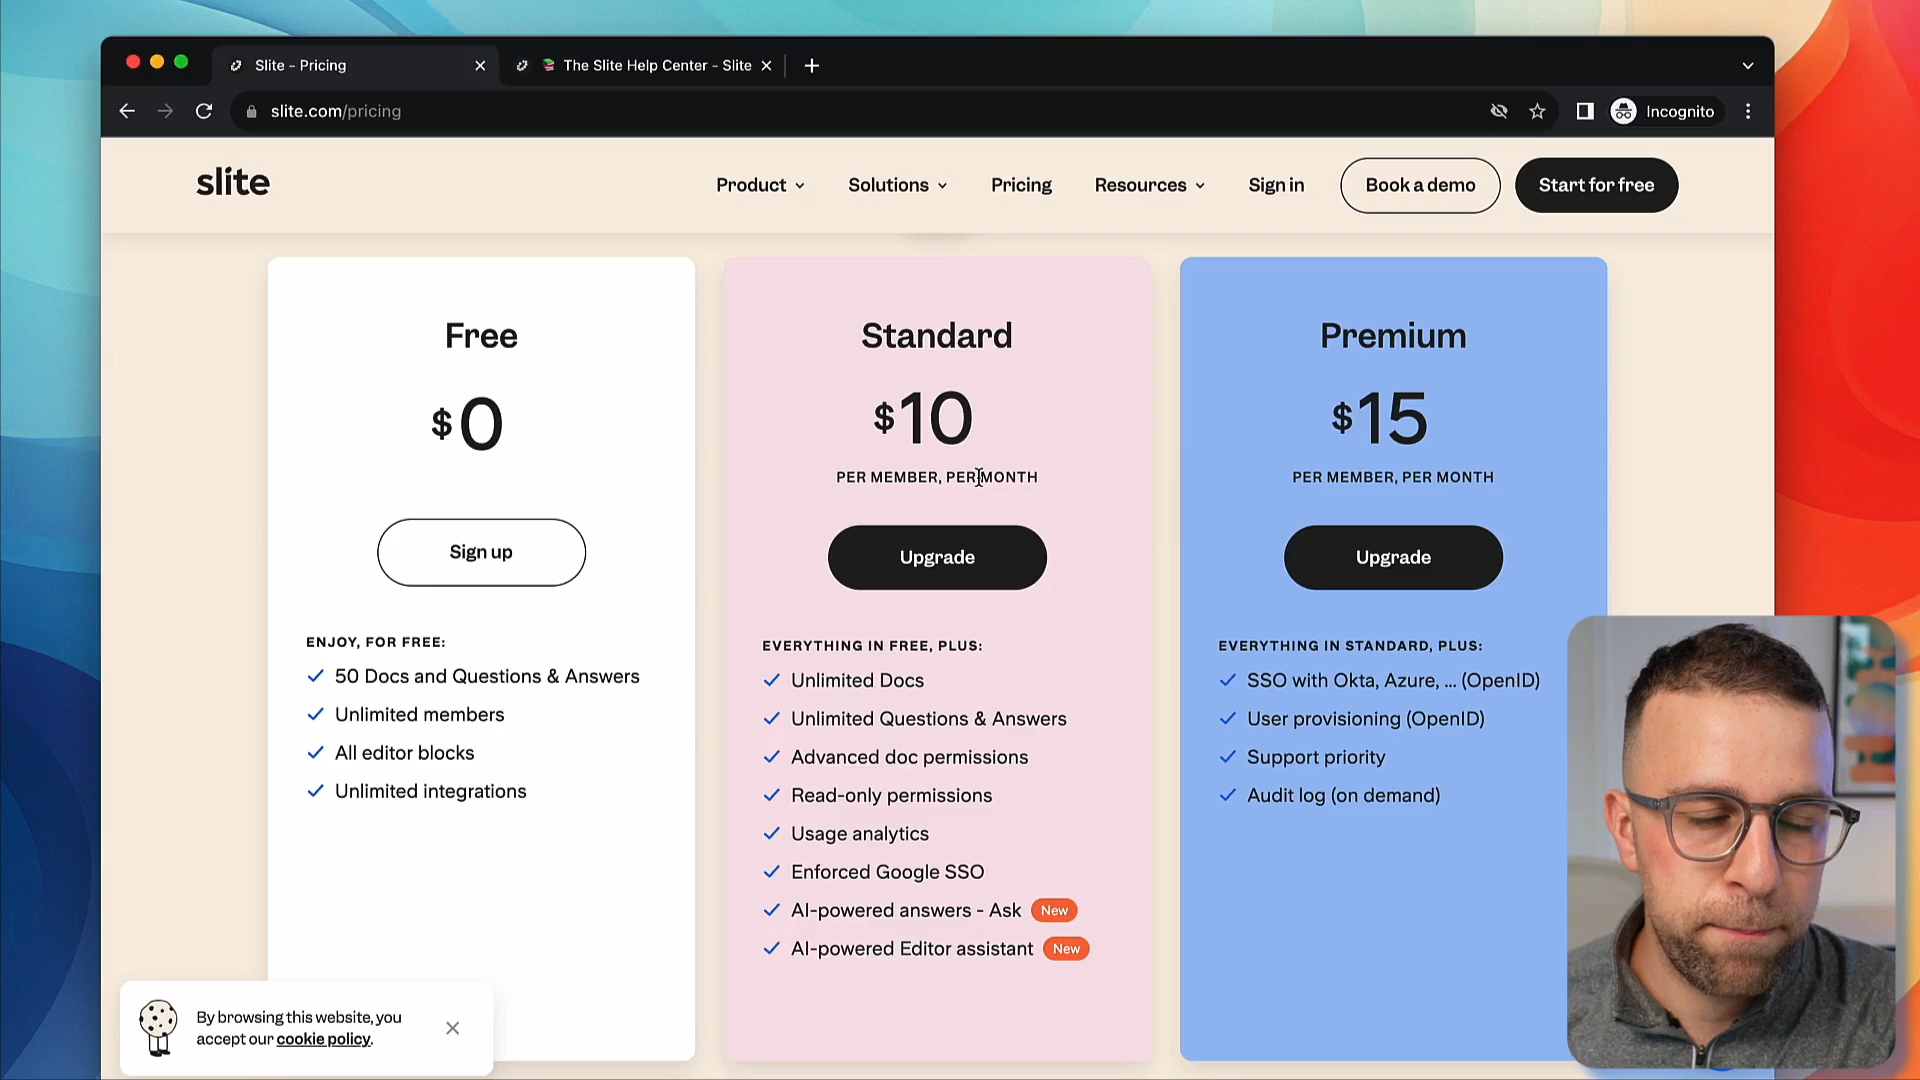 Slite – Pricing
The Slite Help Center - Slite
slite.com/pricing
Incognito
slite
Product
Solutions
Pricing
Resources
Sign in
Book a demo
Start for free
Free
$0
Sign up
ENJOY, FOR FREE:
50 Docs and Questions & Answers
Unlimited members
All editor blocks
Unlimited integrations
Standard
$10
PER MEMBER, PER MONTH
Upgrade
EVERYTHING IN FREE, PLUS:
Unlimited Docs
Unlimited Questions & Answers
Advanced doc permissions
Read-only permissions
Usage analytics
Enforced Google SSO
AI-powered answers - Ask New
AI-powered Editor assistant New
Premium
$15
PER MEMBER, PER MONTH
Upgrade
EVERYTHING IN STANDARD, PLUS:
SSO with Okta, Azure, ... (OpenID)
User provisioning (OpenID)
Support priority
Audit log (on demand)
By browsing this website, you
accept our cookie policy.